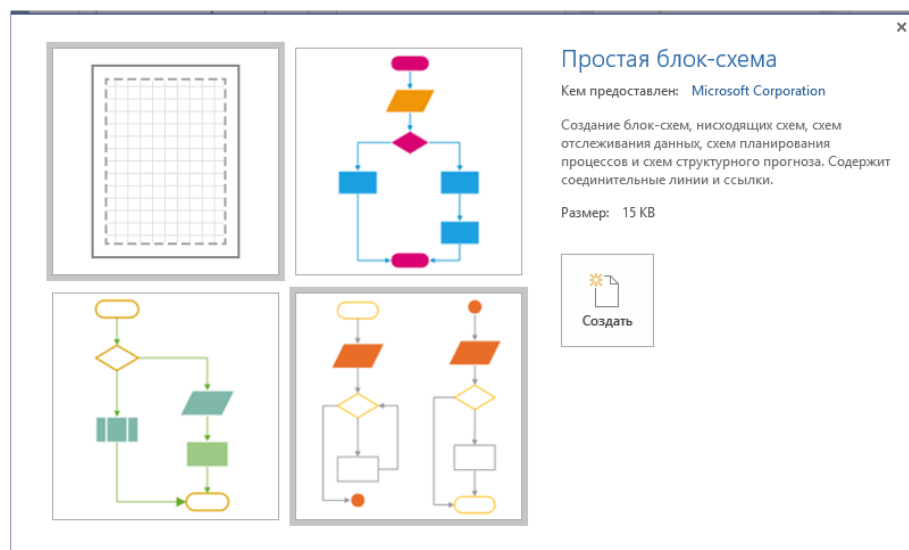 Простая блок-схема
Кем предоставлен: Microsoft Corporation
Создание блок-схем, нисходящих схем, схем
отслеживания данных, схем планирования
процессов и схем структурного прогноза. Содержит
соединительные линии и ссылки.
Размер: 15 КВ
Создать